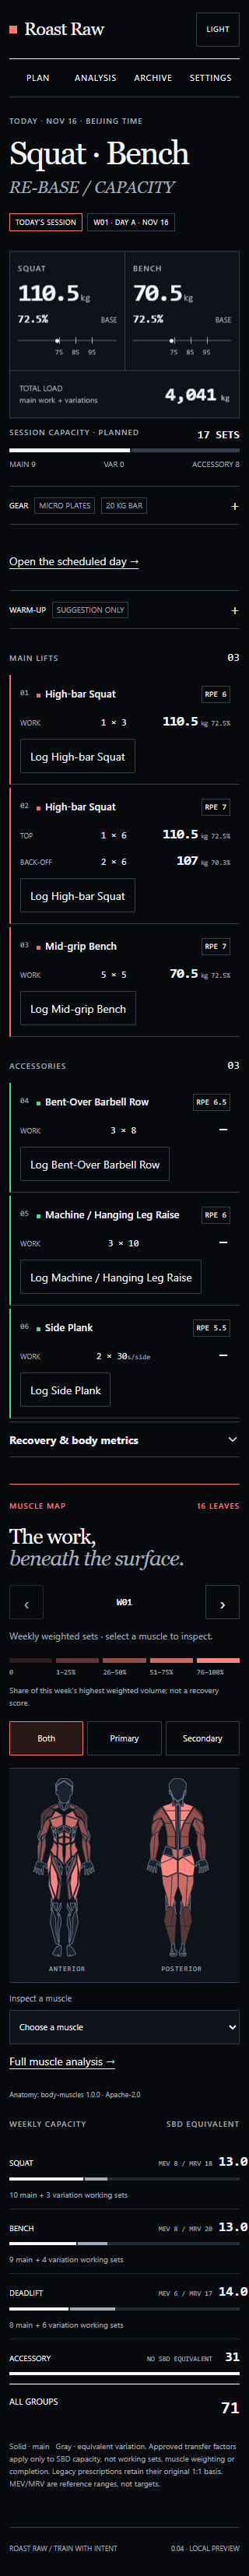 Roast Raw
LIGHT
PLAN ANALYSIS ARCHIVE SETTINGS
TODAY · NOV 16 · BEIJING TIME
Squat · Bench
RE-BASE / CAPACITY
TODAY'S SESSION W01 · DAY A · NOV 16
SQUAT BENCH
110.5kg 70.5kg
72.5% BASE 72.5% BASE
75 85 95 75 85 95
TOTAL LOAD
main work + variations
4,041 kg
SESSION CAPACITY · PLANNED 17 SETS
MAIN 9 VAR 0 ACCESSORY 8
GEAR MICRO PLATES 20 KG BAR +
Open the scheduled day →
WARM-UP SUGGESTION ONLY +
MAIN LIFTS 03
01 High-bar Squat RPE 6
WORK 1 × 3 110.5 kg 72.5%
Log High-bar Squat
02 High-bar Squat RPE 7
TOP 1 × 6 110.5 kg 72.5%
BACK-OFF 2 × 6 107 kg 70.3%
Log High-bar Squat
03 Mid-grip Bench RPE 7
WORK 5 × 5 70.5 kg 72.5%
Log Mid-grip Bench
ACCESSORIES 03
04 Bent-Over Barbell Row RPE 6.5
WORK 3 × 8 —
Log Bent-Over Barbell Row
05 Machine / Hanging Leg Raise RPE 6
WORK 3 × 10 —
Log Machine / Hanging Leg Raise
06 Side Plank RPE 5.5
WORK 2 × 30s/side —
Log Side Plank
Recovery & body metrics
MUSCLE MAP 16 LEAVES
The work,
beneath the surface.
‹ W01 ›
Weekly weighted sets · select a muscle to inspect.
0 1–25% 26–50% 51–75% 76–100%
Share of this week's highest weighted volume; not a recovery
score.
Both Primary Secondary
ANTERIOR POSTERIOR
Inspect a muscle
Choose a muscle
Full muscle analysis →
Anatomy: body-muscles 1.0.0 · Apache-2.0
WEEKLY CAPACITY SBD EQUIVALENT
SQUAT MEV 8 / MRV 18 13.0
10 main + 3 variation working sets
BENCH MEV 8 / MRV 20 13.0
9 main + 4 variation working sets
DEADLIFT MEV 6 / MRV 17 14.0
8 main + 6 variation working sets
ACCESSORY NO SBD EQUIVALENT 31
ALL GROUPS 71
Solid · main Gray · equivalent variation. Approved transfer factors
apply only to SBD capacity, not working sets, muscle weighting or
completion. Legacy prescriptions retain their original 1:1 basis.
MEV/MRV are reference ranges, not targets.
ROAST RAW / TRAIN WITH INTENT 0.04 · LOCAL PREVIEW